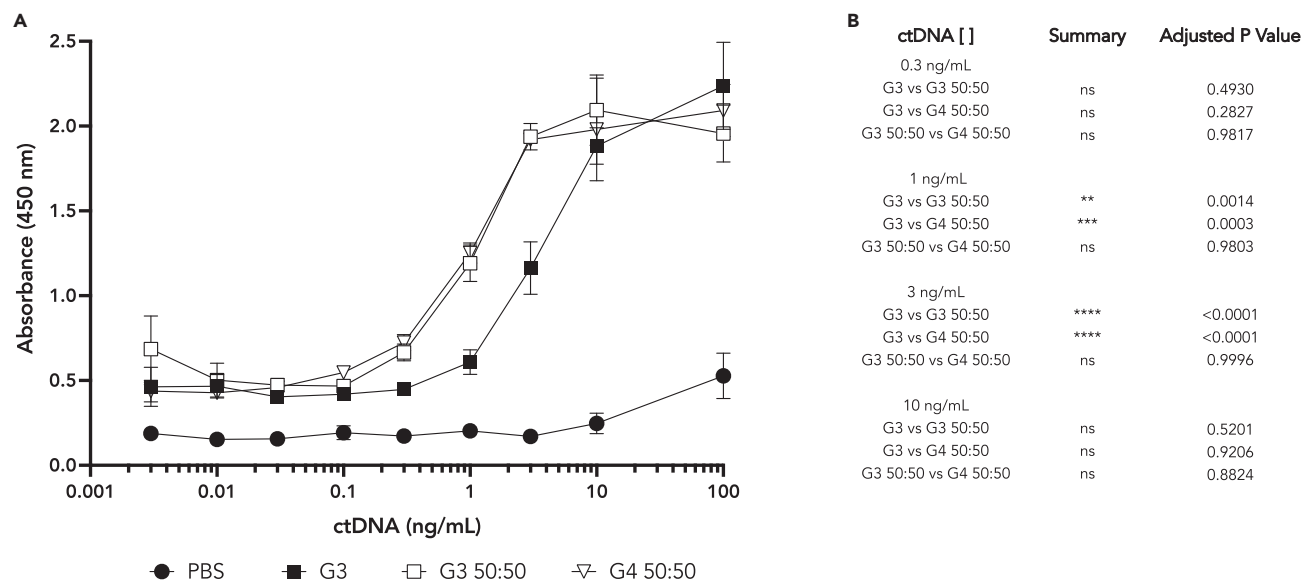 A
2.5
2.0
1.5
1.0
0.5
0.0
Absorbance (450 nm)
0.001 0.01 0.1 1 10 100
ctDNA (ng/mL)
PBS G3 G3 50:50 G4 50:50
B
ctDNA [ ] Summary Adjusted P Value
0.3 ng/mL
G3 vs G3 50:50 ns 0.4930
G3 vs G4 50:50 ns 0.2827
G3 50:50 vs G4 50:50 ns 0.9817
1 ng/mL
G3 vs G3 50:50 ** 0.0014
G3 vs G4 50:50 *** 0.0003
G3 50:50 vs G4 50:50 ns 0.9803
3 ng/mL
G3 vs G3 50:50 **** <0.0001
G3 vs G4 50:50 **** <0.0001
G3 50:50 vs G4 50:50 ns 0.9996
10 ng/mL
G3 vs G3 50:50 ns 0.5201
G3 vs G4 50:50 ns 0.9206
G3 50:50 vs G4 50:50 ns 0.8824